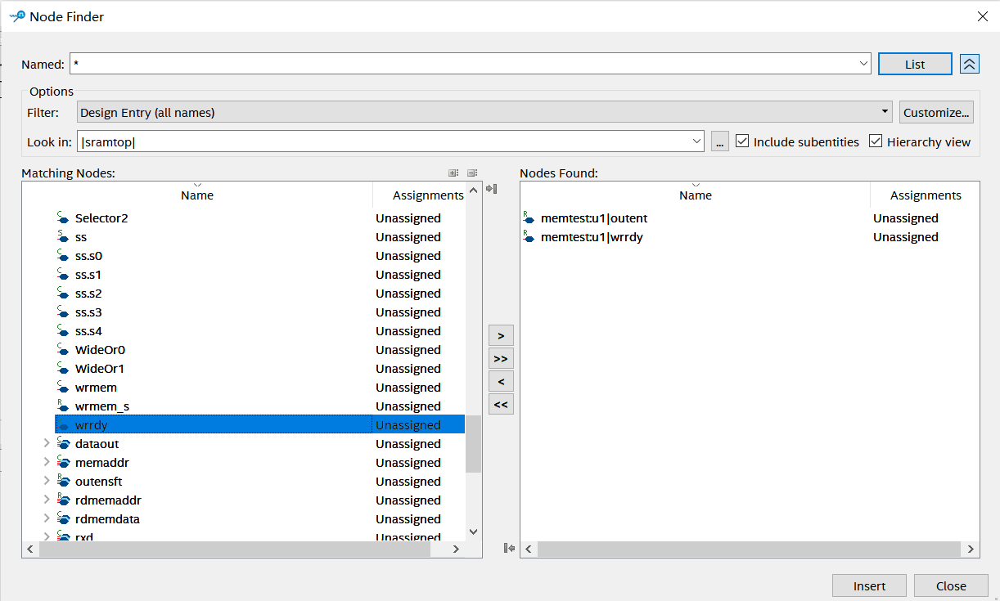 Node Finder
Named: * List
Options
Filter: Design Entry (all names) Customize...
Look in: |sramtop| ... Include subentities Hierarchy view
Matching Nodes:
Name Assignments
Selector2 Unassigned
ss Unassigned
ss.s0 Unassigned
ss.s1 Unassigned
ss.s2 Unassigned
ss.s3 Unassigned
ss.s4 Unassigned
WideOr0 Unassigned
WideOr1 Unassigned
wrmem Unassigned
wrmem_s Unassigned
wrrdy Unassigned
dataout Unassigned
memaddr Unassigned
outensft Unassigned
rdmemaddr Unassigned
rdmemdata Unassigned
rxd Unassigned
>
>>
<
<<
Nodes Found:
Name Assignments
memtest:u1|outent Unassigned
memtest:u1|wrrdy Unassigned
Insert Close